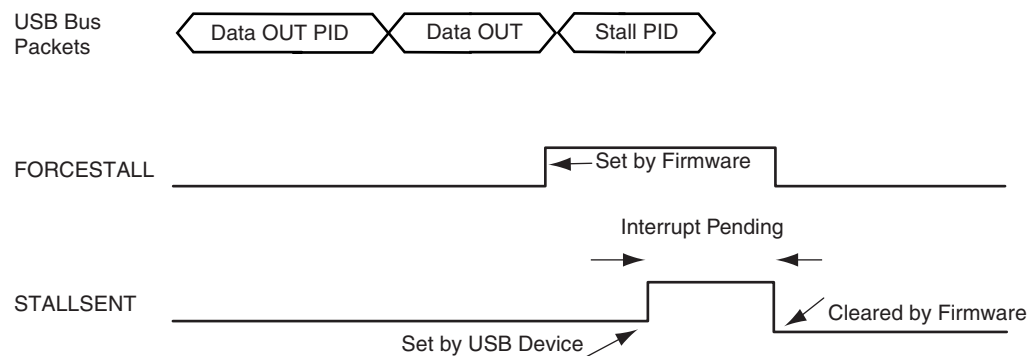 USB Bus
Packets
Data OUT PID
Data OUT
Stall PID
FORCESTALL
Set by Firmware
Interrupt Pending
STALLSENT
Cleared by Firmware
Set by USB Device